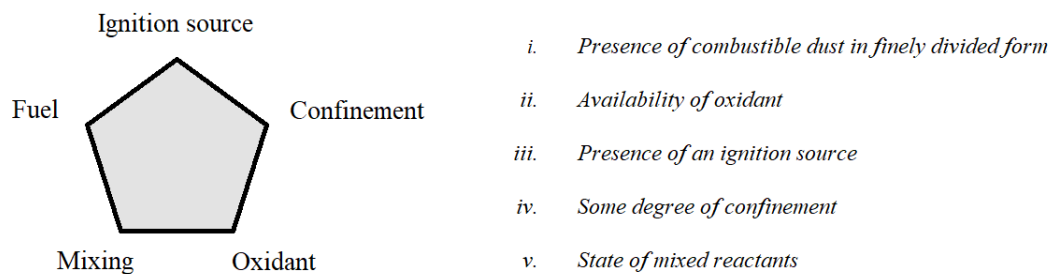 Ignition source
Fuel
Confinement
Mixing
Oxidant
i. Presence of combustible dust in finely divided form
ii. Availability of oxidant
iii. Presence of an ignition source
iv. Some degree of confinement
v. State of mixed reactants